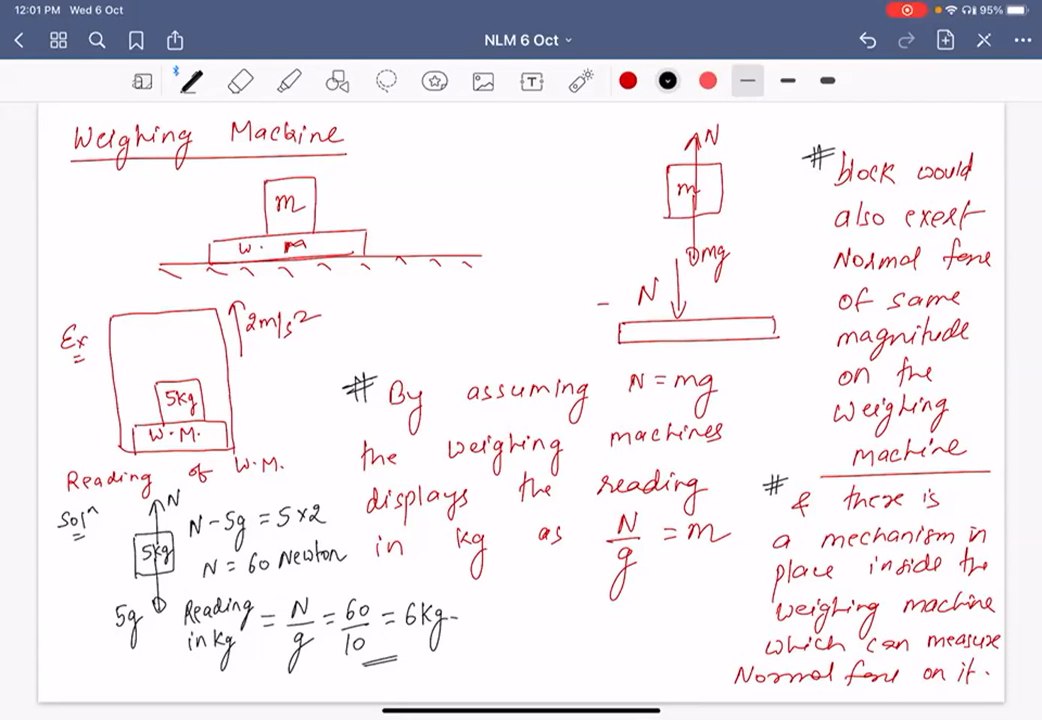 12:01 PM Wed 6 Oct
95%
NLM 6 Oct
T
Weighing Machine
m
W. m
N
m
mg
N
Ex
2m/s²
5kg
W.M.
Reading of W.M.
Solⁿ
N
5kg
5g
N - 5g = 5×2
N = 60 Newton
Reading in kg = N/g = 60/10 = 6 Kg
# By assuming N = mg
the weighing machines
displays the reading
in kg as N/g = m
# block would
also exert
Normal force
of same
magnitude
on the
weighing
machine
# & there is
a mechanism in
place inside the
weighing machine
which can measure
Normal force on it.